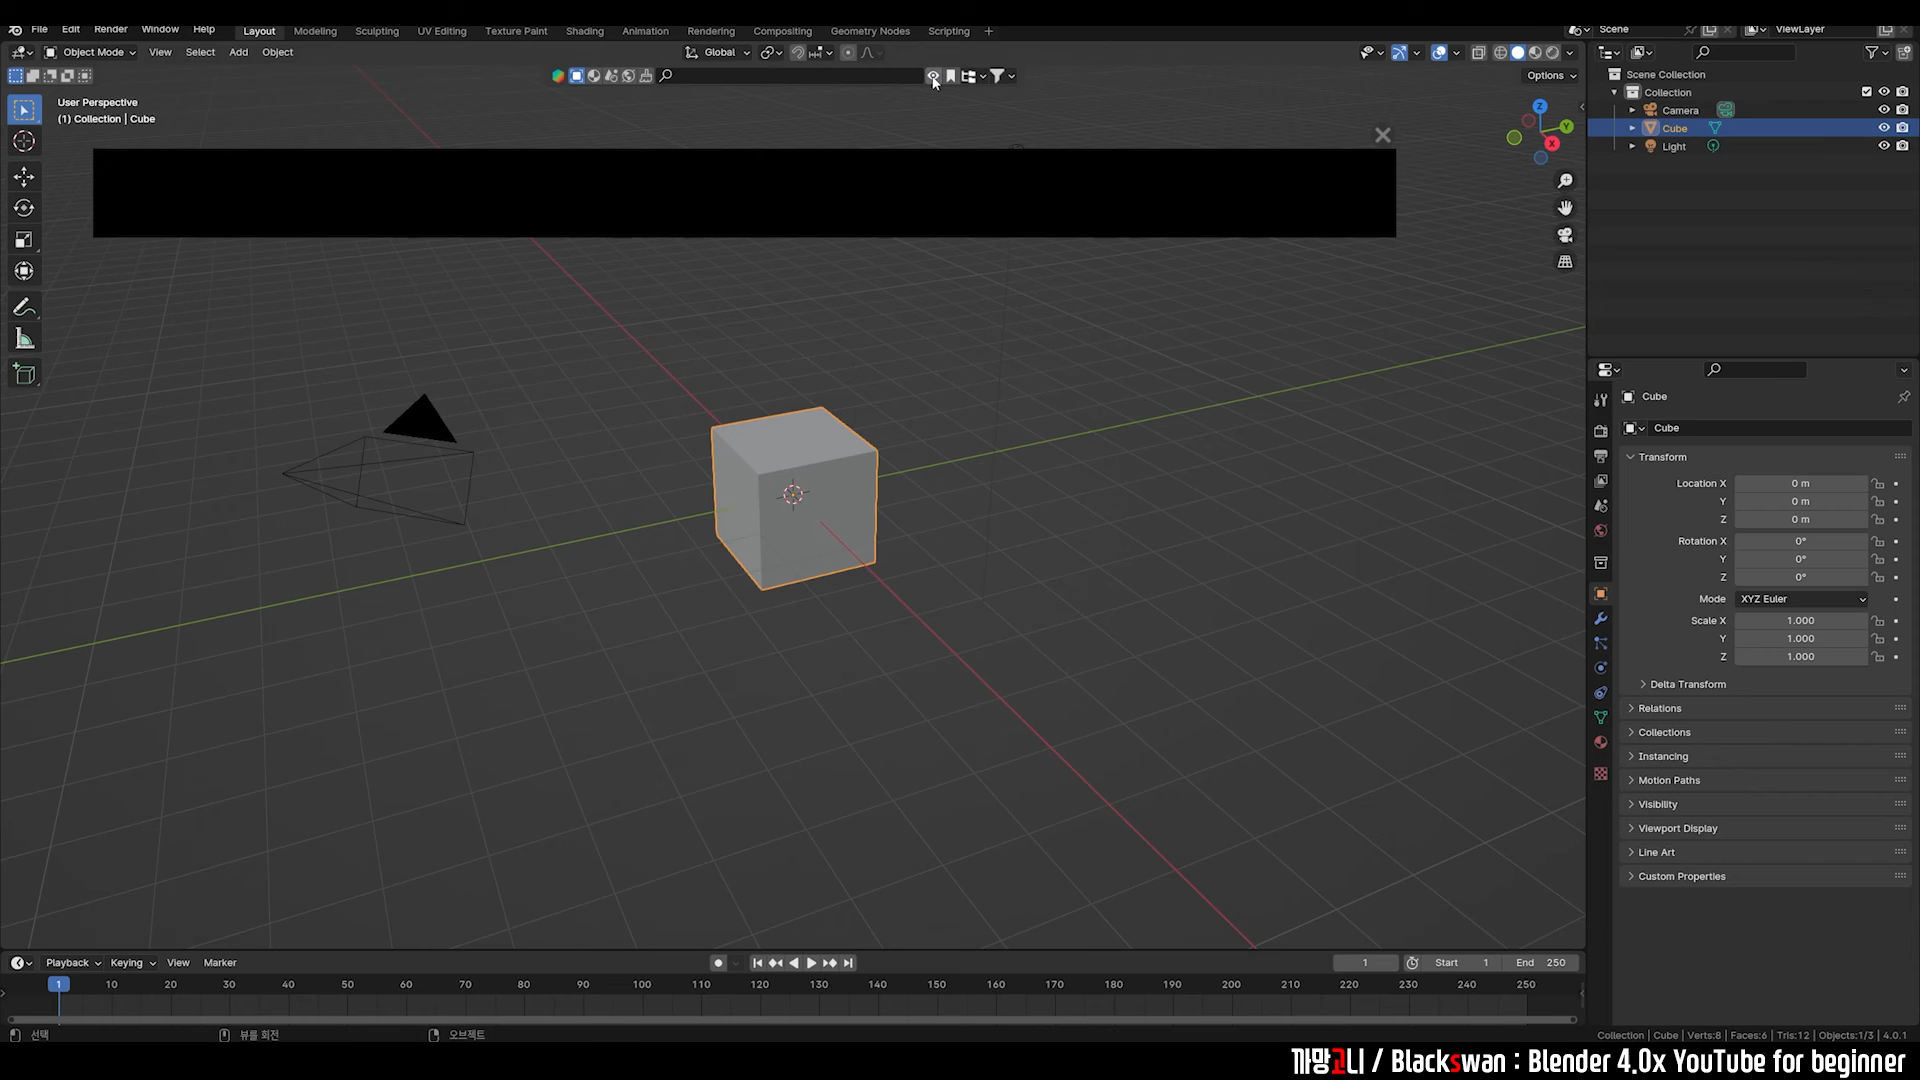 File Edit Render Window Help Layout Modeling Sculpting UV Editing Texture Paint Shading Animation Rendering Compositing Geometry Nodes Scripting + Scene ViewLayer
Object Mode View Select Add Object Global
Options
User Perspective
(1) Collection | Cube
Z
Y
X
Scene Collection
Collection
Camera
Cube
Light
Cube
Cube
Transform
Location X 0 m
Y 0 m
Z 0 m
Rotation X 0°
Y 0°
Z 0°
Mode XYZ Euler
Scale X 1.000
Y 1.000
Z 1.000
Delta Transform
Relations
Collections
Instancing
Motion Paths
Visibility
Viewport Display
Line Art
Custom Properties
Playback Keying View Marker 1 Start 1 End 250
1 10 20 30 40 50 60 70 80 90 100 110 120 130 140 150 160 170 180 190 200 210 220 230 240 250
선택 뷰를 회전 오브젝트 Collection | Cube | Verts:8 | Faces:6 | Tris:12 | Objects:1/3 | 4.0.1
까망고니 / Blackswan : Blender 4.0x YouTube for beginner